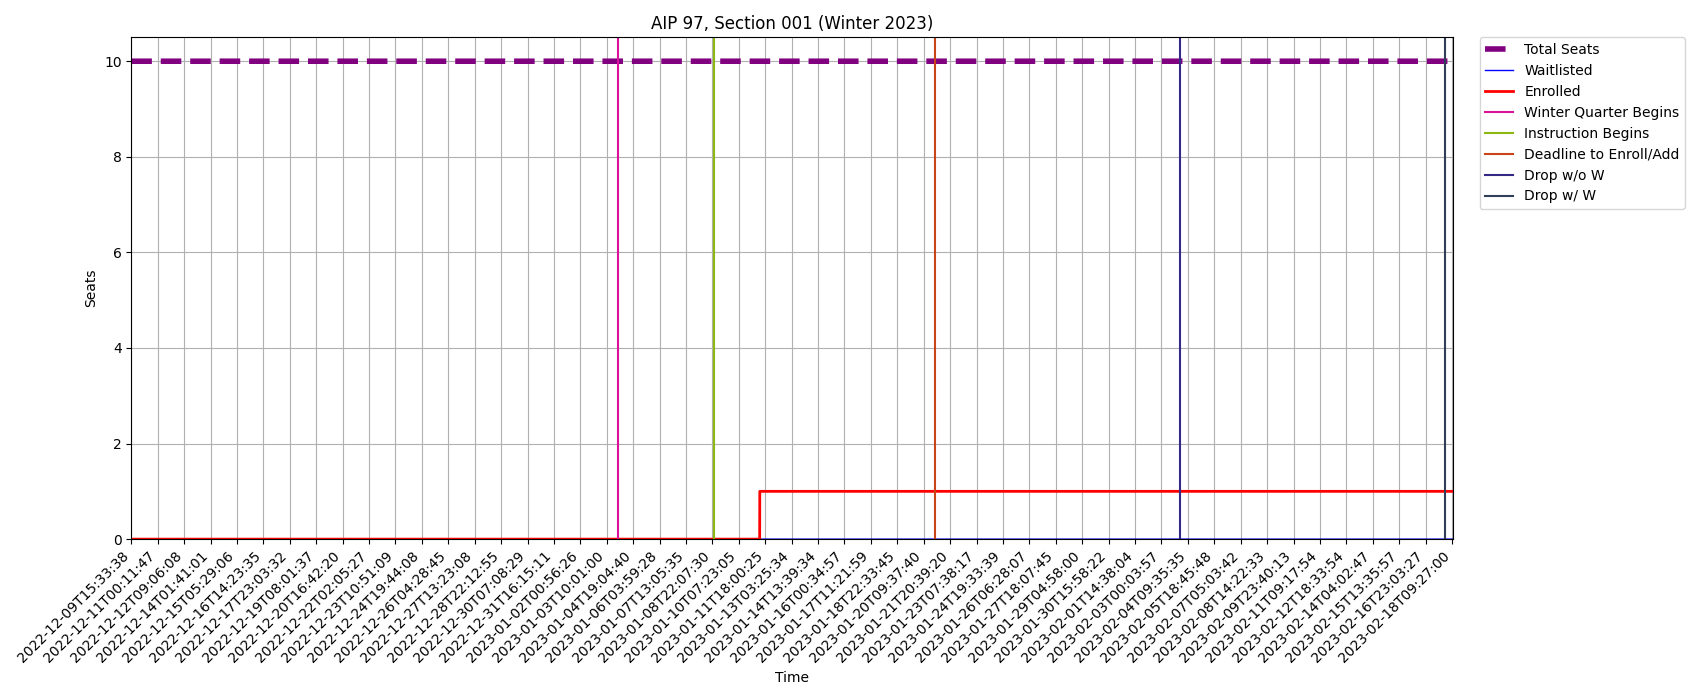 AIP 97, Section 001 (Winter 2023)
Total Seats
Waitlisted
Enrolled
Winter Quarter Begins
Instruction Begins
Deadline to Enroll/Add
Drop w/o W
Drop w/ W
Seats
10
8
6
4
2
0
2022-12-09T15:33:38
2022-12-11T00:11:47
2022-12-12T09:06:08
2022-12-14T01:41:01
2022-12-15T05:29:06
2022-12-16T14:23:35
2022-12-17T23:03:32
2022-12-19T08:01:37
2022-12-20T16:42:20
2022-12-22T02:05:27
2022-12-23T10:51:09
2022-12-24T19:44:08
2022-12-26T04:28:45
2022-12-27T13:23:08
2022-12-28T22:12:55
2022-12-30T07:08:29
2022-12-31T16:15:11
2023-01-02T00:56:26
2023-01-03T10:01:00
2023-01-04T19:04:40
2023-01-06T03:59:28
2023-01-07T13:05:35
2023-01-08T22:07:30
2023-01-10T07:23:05
2023-01-11T18:00:25
2023-01-13T03:25:34
2023-01-14T13:39:34
2023-01-16T00:34:57
2023-01-17T11:21:59
2023-01-18T22:33:45
2023-01-20T09:37:40
2023-01-21T20:39:20
2023-01-23T07:38:17
2023-01-24T19:33:39
2023-01-26T06:28:07
2023-01-27T18:07:45
2023-01-29T04:58:00
2023-01-30T15:58:22
2023-02-01T14:38:04
2023-02-03T00:03:57
2023-02-04T09:35:35
2023-02-05T18:45:48
2023-02-07T05:03:42
2023-02-08T14:22:33
2023-02-09T23:40:13
2023-02-11T09:17:54
2023-02-12T18:33:54
2023-02-14T04:02:47
2023-02-15T13:35:57
2023-02-16T23:03:27
2023-02-18T09:27:00
Time